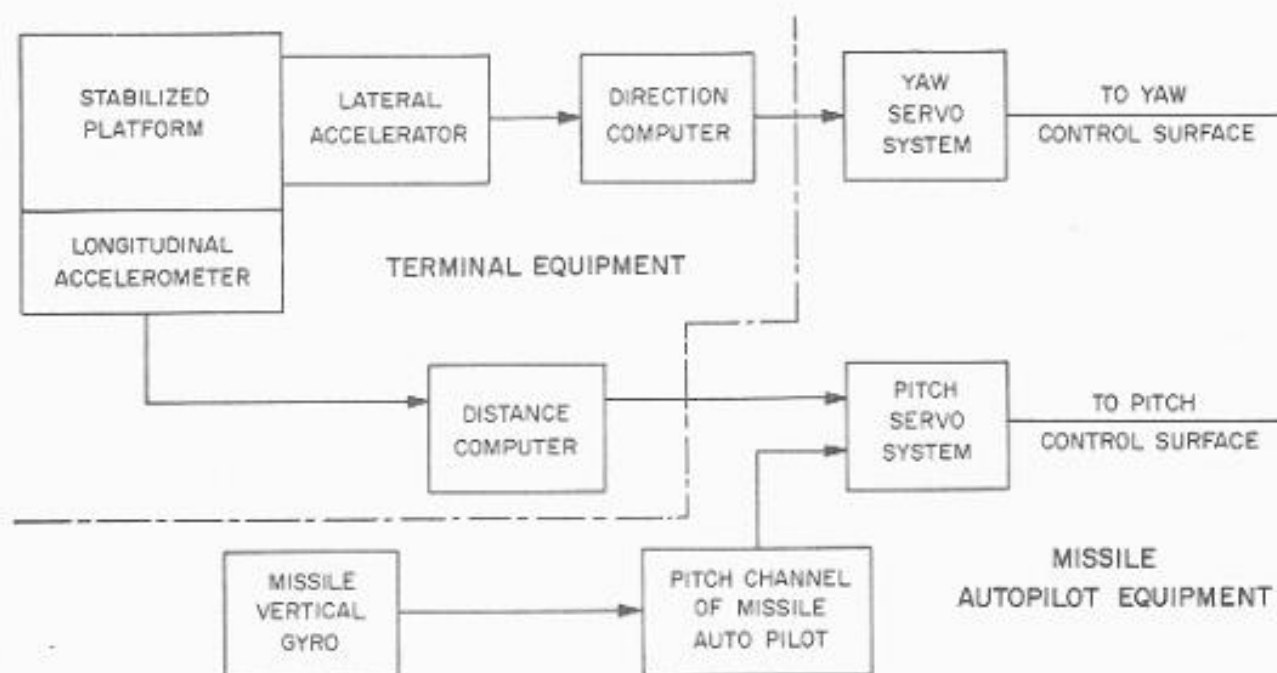 STABILIZED
PLATFORM
LATERAL
ACCELERATOR
DIRECTION
COMPUTER
YAW
SERVO
SYSTEM
TO YAW
CONTROL SURFACE
LONGITUDINAL
ACCELEROMETER
TERMINAL EQUIPMENT
DISTANCE
COMPUTER
PITCH
SERVO
SYSTEM
TO PITCH
CONTROL SURFACE
MISSILE
VERTICAL
GYRO
PITCH CHANNEL
OF MISSILE
AUTO PILOT
MISSILE
AUTOPILOT EQUIPMENT